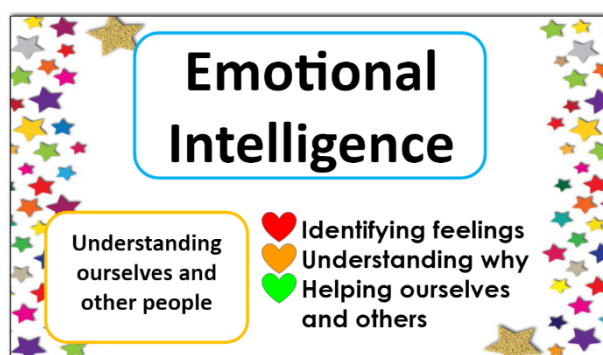 Emotional
Intelligence
Understanding
ourselves and
other people
Identifying feelings
Understanding why
Helping ourselves
and others